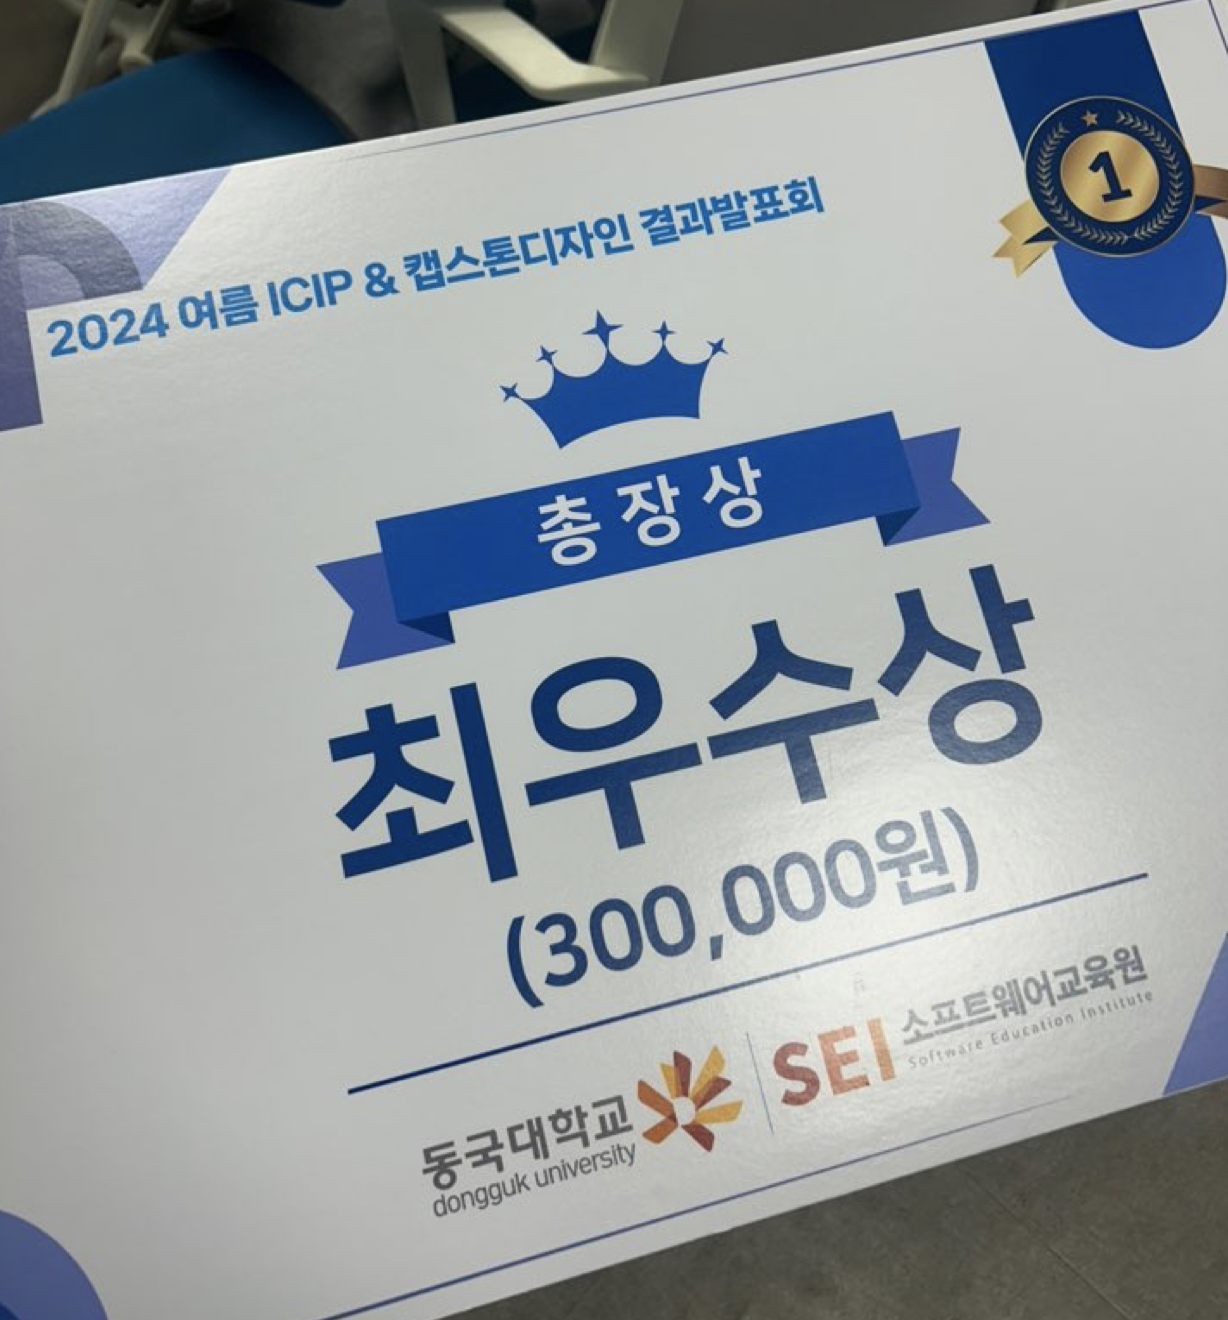 2024 여름 ICIP & 캡스톤디자인 결과발표회
1
총장상
최우수상
(300,000원)
동국대학교
dongguk university
SEI 소프트웨어교육원
Software Education Institute